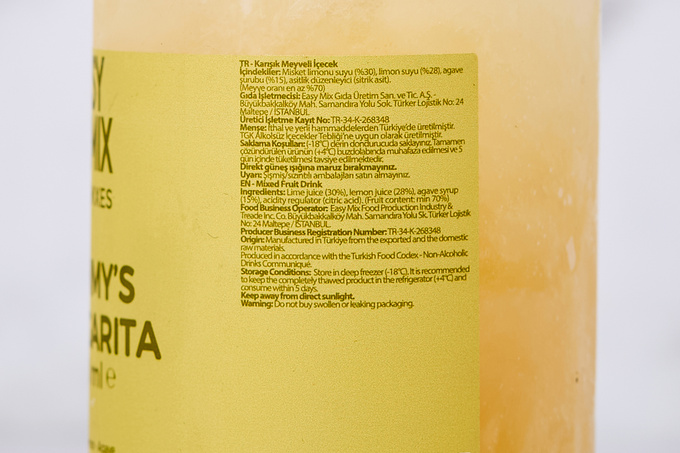 TR - Karışık Meyveli İçecek
İçindekiler: Misket limonu suyu (%30), limon suyu (%28), agave
şurubu (%15), asitlik düzenleyici (sitrik asit).
(Meyve oranı en az %70)
Gıda İşletmecisi: Easy Mix Gıda Üretim San. ve Tic. A.Ş. -
Büyükbakkalköy Mah. Samandıra Yolu Sok. Türker Lojistik No: 24
Maltepe / İSTANBUL
Üretici İşletme Kayıt No: TR-34-K-268348
Menşe: İthal ve yerli hammaddelerden Türkiye'de üretilmiştir.
TGK Alkolsüz İçecekler Tebliği'ne uygun olarak üretilmiştir.
Saklama Koşulları: (-18°C) derin dondurucuda saklayınız. Tamamen
çözündürülen ürünün (+4°C) buzdolabında muhafaza edilmesi ve 5
gün içinde tüketilmesi tavsiye edilmektedir.
Direkt güneş ışığına maruz bırakmayınız.
Uyarı: Şişmiş/sızıntılı ambalajları satın almayınız.
EN - Mixed Fruit Drink
Ingredients: Lime juice (30%), lemon juice (28%), agave syrup
(15%), acidity regulator (citric acid). (Fruit content: min 70%)
Food Business Operator: Easy Mix Food Production Industry &
Treade Inc. Co. Büyükbakkalköy Mah. Samandıra Yolu Sk. Türker Lojistik
No: 24 Maltepe / İSTANBUL.
Producer Business Registration Number: TR-34-K-268348
Origin: Manufactured in Türkiye from the exported and the domestic
raw materials.
Produced in accordance with the Turkish Food Codex - Non-Alcoholic
Drinks Communiqué.
Storage Conditions: Store in deep freezer (-18°C). It is recommended
to keep the completely thawed product in the refrigerator (+4°C) and
consume within 5 days.
Keep away from direct sunlight.
Warning: Do not buy swollen or leaking packaging.
SY
MIX
KES
MY'S
ARITA
ml e
Agave